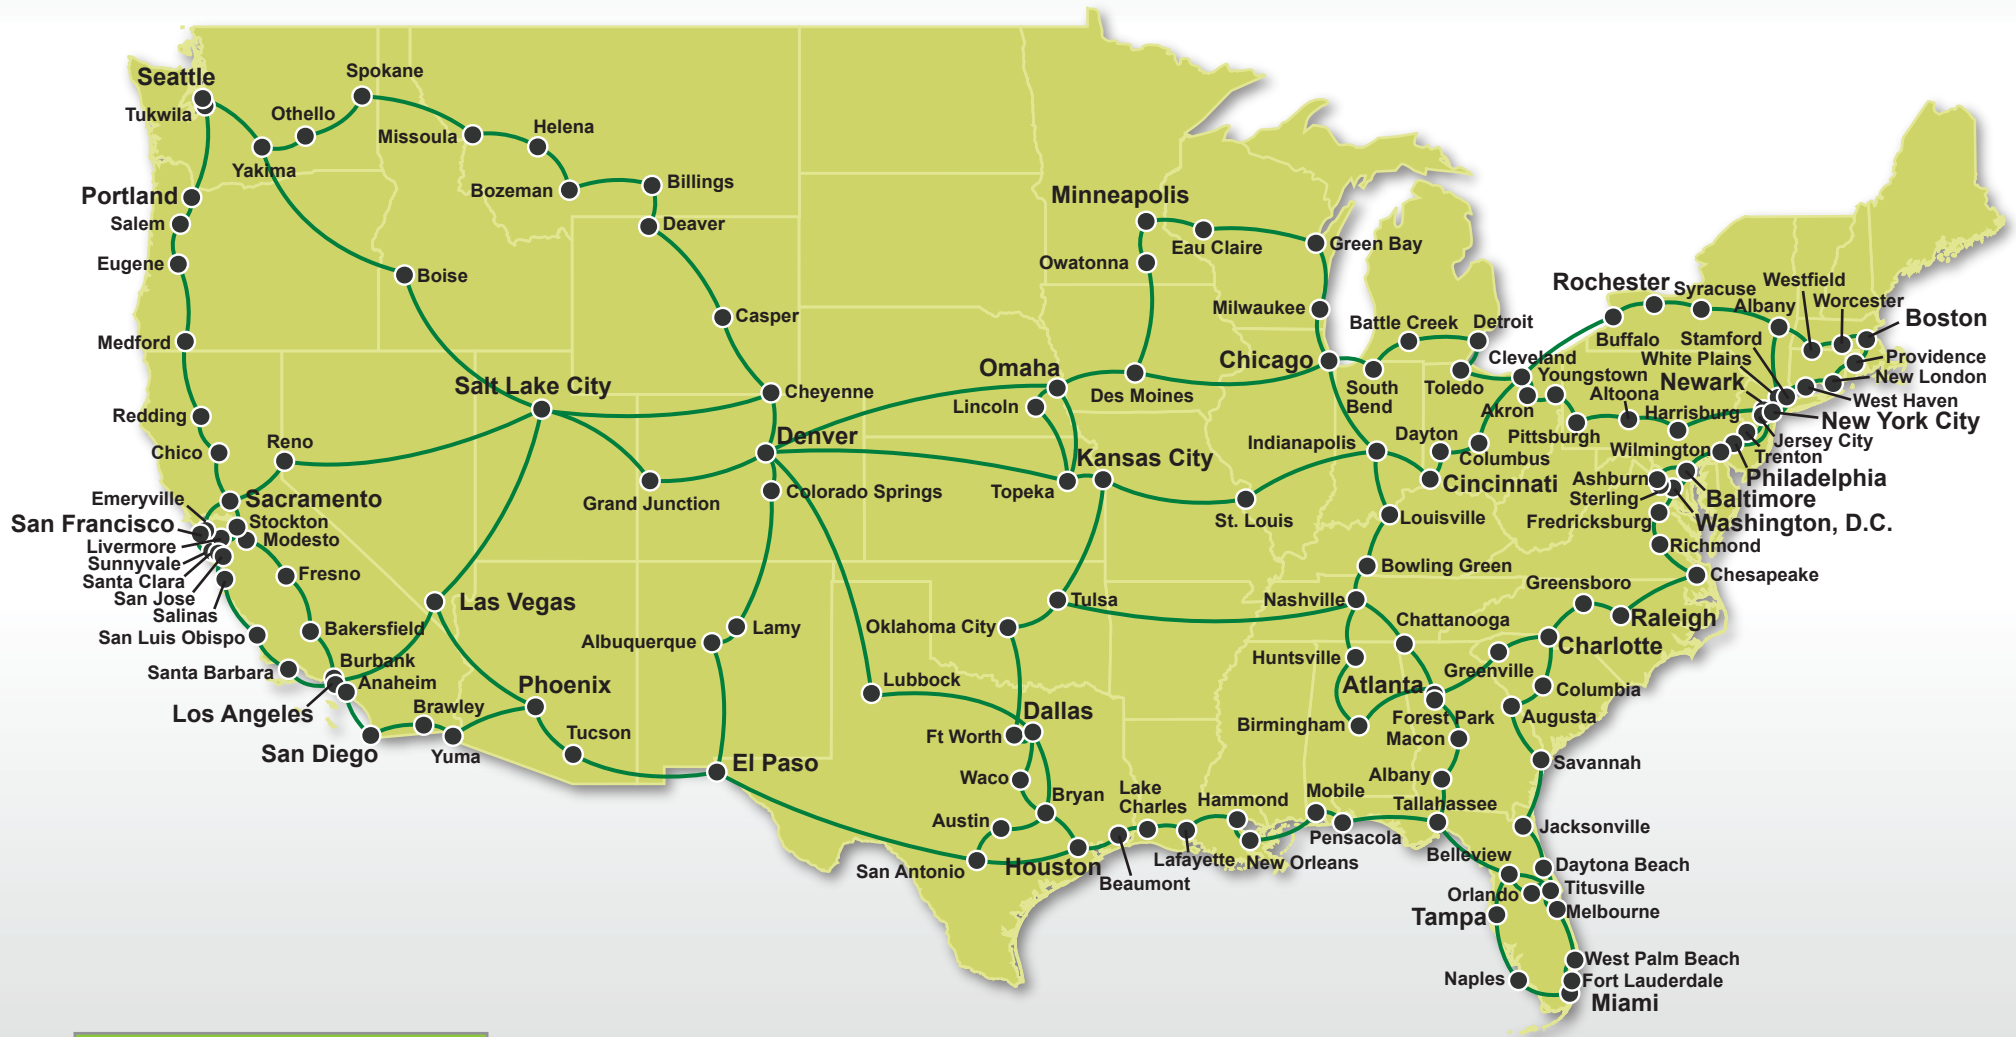 Seattle
Spokane
Tukwila
Othello
Yakima
Missoula
Helena
Bozeman
Billings
Deaver
Portland
Salem
Eugene
Boise
Medford
Casper
Minneapolis
Eau Claire
Green Bay
Owatonna
Milwaukee
Battle Creek
Detroit
Rochester
Syracuse
Westfield
Albany
Worcester
Boston
Buffalo
Stamford
White Plains
Providence
Newark
New London
West Haven
New York City
Jersey City
Trenton
Philadelphia
Cleveland
Youngstown
Altoona
Akron
Harrisburg
Pittsburgh
Wilmington
Chicago
South
Bend
Toledo
Omaha
Des Moines
Lincoln
Salt Lake City
Cheyenne
Redding
Chico
Reno
Denver
Grand Junction
Colorado Springs
Topeka
Kansas City
St. Louis
Indianapolis
Dayton
Columbus
Cincinnati
Ashburn
Sterling
Baltimore
Washington, D.C.
Fredricksburg
Richmond
Chesapeake
Emeryville
Sacramento
San Francisco
Stockton
Livermore
Modesto
Sunnyvale
Santa Clara
San Jose
Salinas
Fresno
San Luis Obispo
Bakersfield
Las Vegas
Santa Barbara
Burbank
Anaheim
Los Angeles
San Diego
Brawley
Yuma
Phoenix
Tucson
Albuquerque
Lamy
El Paso
Lubbock
Oklahoma City
Tulsa
Dallas
Ft Worth
Waco
Bryan
Austin
San Antonio
Houston
Beaumont
Lake
Charles
Lafayette
Hammond
New Orleans
Mobile
Pensacola
Louisville
Bowling Green
Nashville
Chattanooga
Huntsville
Birmingham
Atlanta
Forest Park
Macon
Albany
Tallahassee
Greensboro
Raleigh
Charlotte
Greenville
Columbia
Augusta
Savannah
Jacksonville
Belleview
Daytona Beach
Orlando
Titusville
Tampa
Melbourne
West Palm Beach
Naples
Fort Lauderdale
Miami